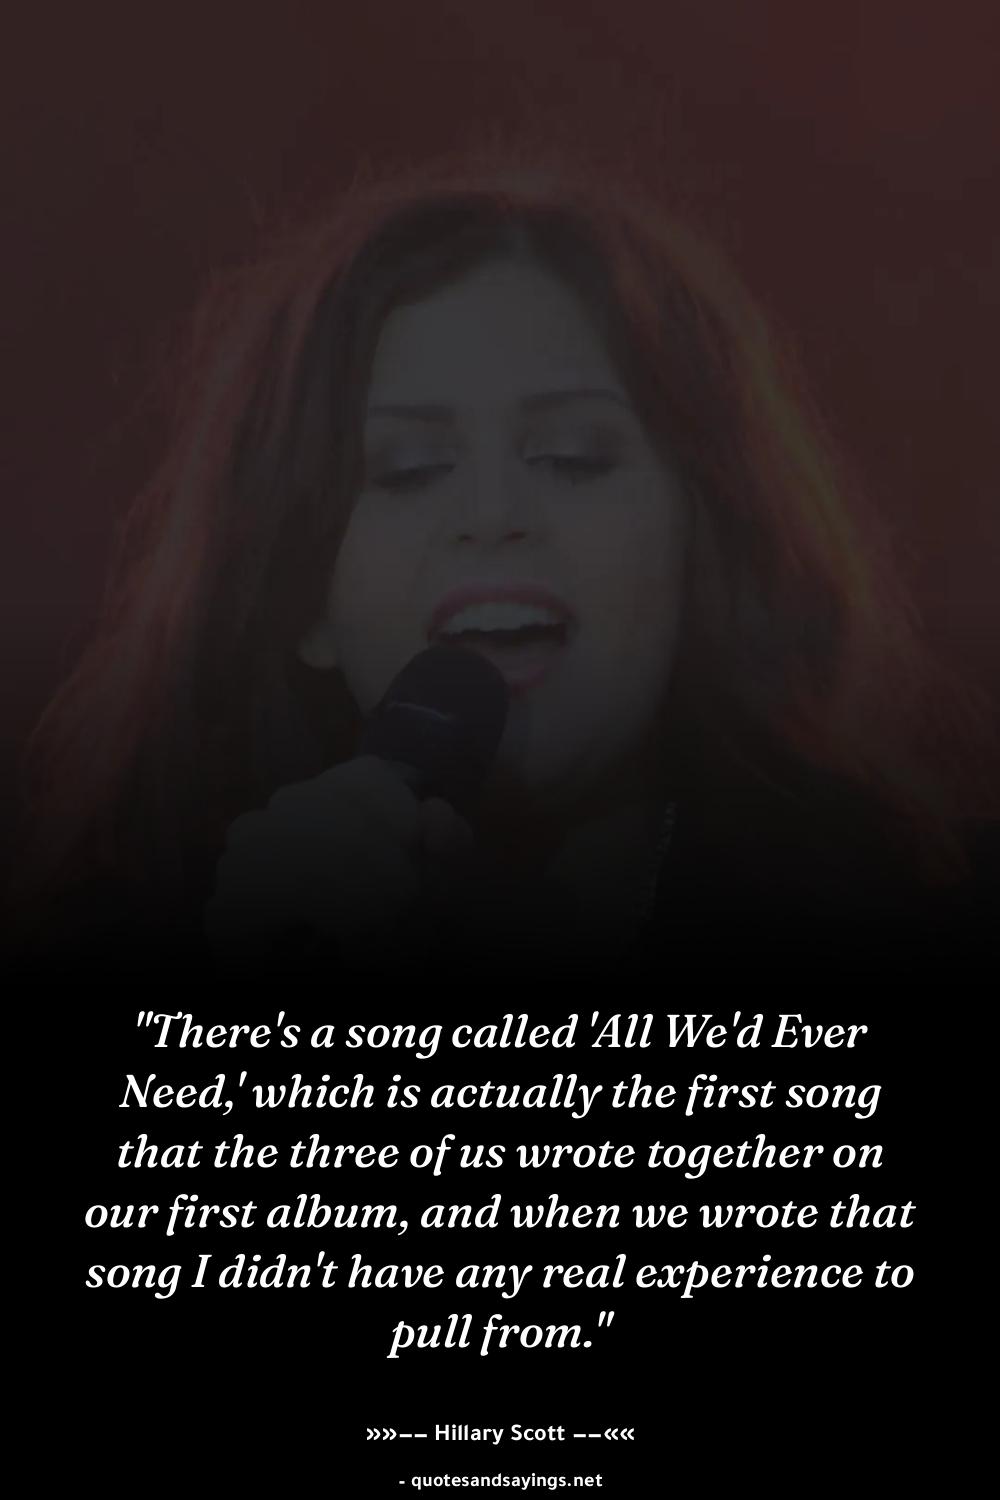 "There's a song called 'All We'd Ever
Need,' which is actually the first song
that the three of us wrote together on
our first album, and when we wrote that
song I didn't have any real experience to
pull from."
»»−− Hillary Scott −−««
- quotesandsayings.net